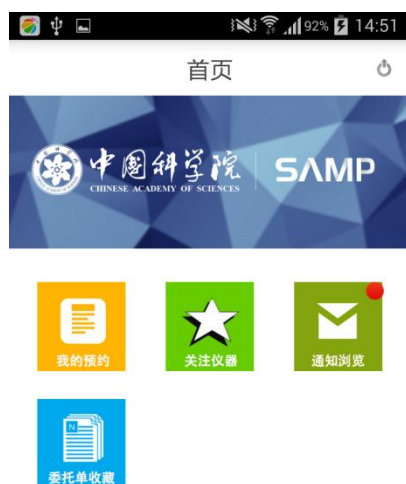 92% 14:51
首页
中国科学院 SAMP
CHINESE ACADEMY OF SCIENCES
我的预约 关注仪器 通知浏览
N
委托单收藏